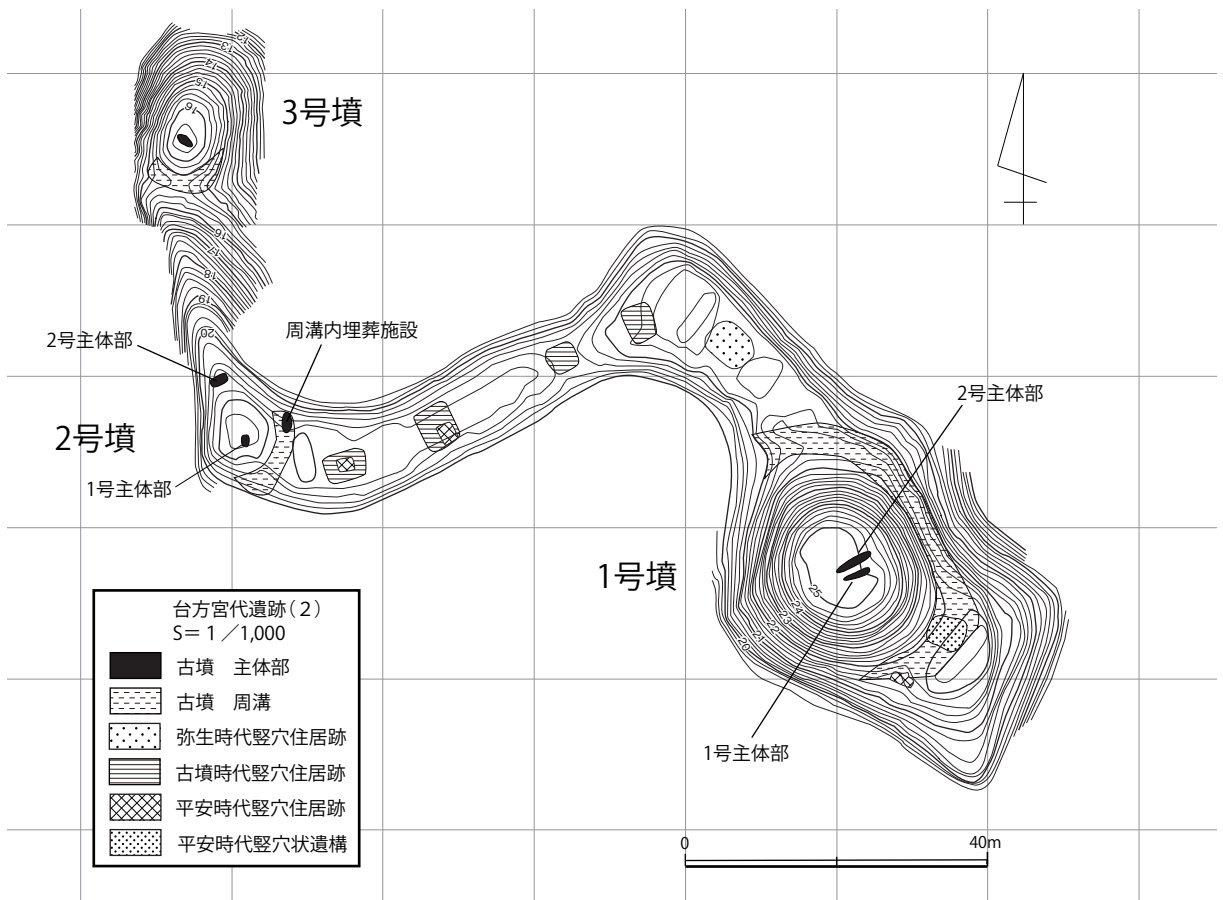 12
13
14
15
16
3号墳
16
17
18
19
20
2号主体部
周溝内埋葬施設
2号墳
1号主体部
2号主体部
1号墳
25
24
23
22
21
20
1号主体部
台方宮代遺跡(2)
S=1/1,000
古墳 主体部
古墳 周溝
弥生時代竪穴住居跡
古墳時代竪穴住居跡
平安時代竪穴住居跡
平安時代竪穴状遺構
0 40m